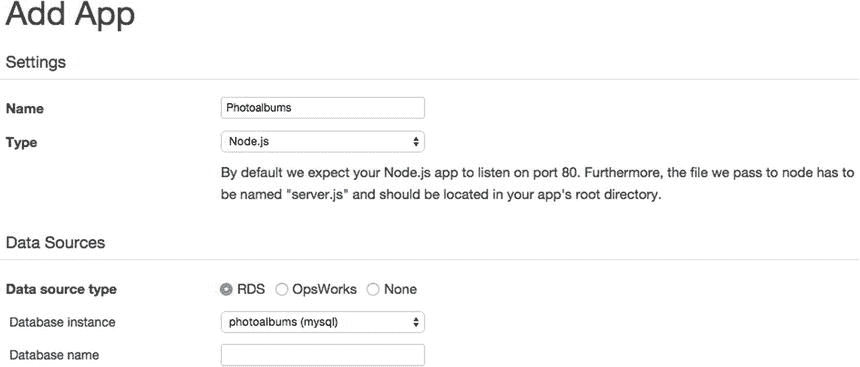 Add App
Settings
Name Photoalbums
Type Node.js
By default we expect your Node.js app to listen on port 80. Furthermore, the file we pass to node has to
be named "server.js" and should be located in your app's root directory.
Data Sources
Data source type RDS OpsWorks None
Database instance photoalbums (mysql)
Database name